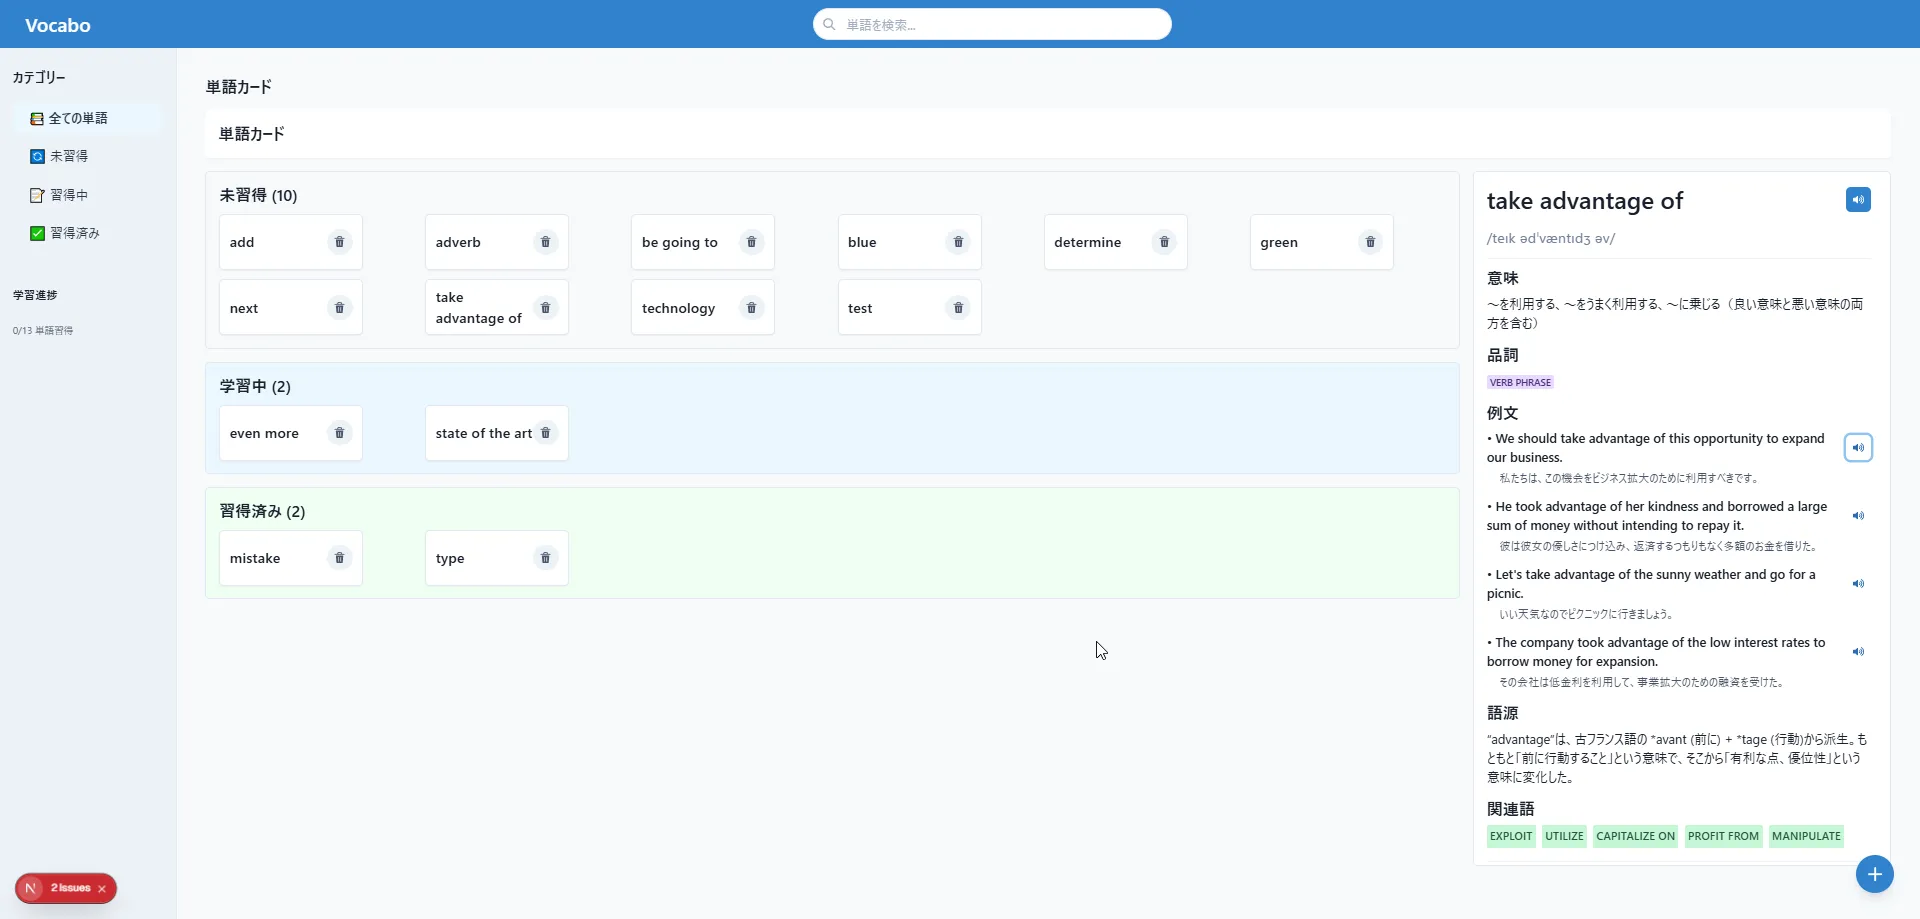 Vocabo
単語を検索...
カテゴリー
全ての単語
未習得
習得中
習得済み
学習進捗
0/13 単語習得
単語カード
単語カード
未習得 (10)
add
adverb
be going to
blue
determine
green
next
take
advantage of
technology
test
学習中 (2)
even more
state of the art
習得済み (2)
mistake
type
take advantage of
/teɪk ədˈvæntɪdʒ əv/
意味
〜を利用する、〜をうまく利用する、〜に乗じる（良い意味と悪い意味の両
方を含む）
品詞
VERB PHRASE
例文
• We should take advantage of this opportunity to expand
our business.
私たちは、この機会をビジネス拡大のために利用すべきです。
• He took advantage of her kindness and borrowed a large
sum of money without intending to repay it.
彼は彼女の優しさにつけ込み、返済するつもりもなく多額のお金を借りた。
• Let's take advantage of the sunny weather and go for a
picnic.
いい天気なのでピクニックに行きましょう。
• The company took advantage of the low interest rates to
borrow money for expansion.
その会社は低金利を利用して、事業拡大のための融資を受けた。
語源
“advantage”は、古フランス語の *avant (前に) + *tage (行動)から派生。も
ともと「前に行動すること」という意味で、そこから「有利な点、優位性」という
意味に変化した。
関連語
EXPLOIT UTILIZE CAPITALIZE ON PROFIT FROM MANIPULATE
N 2 Issues